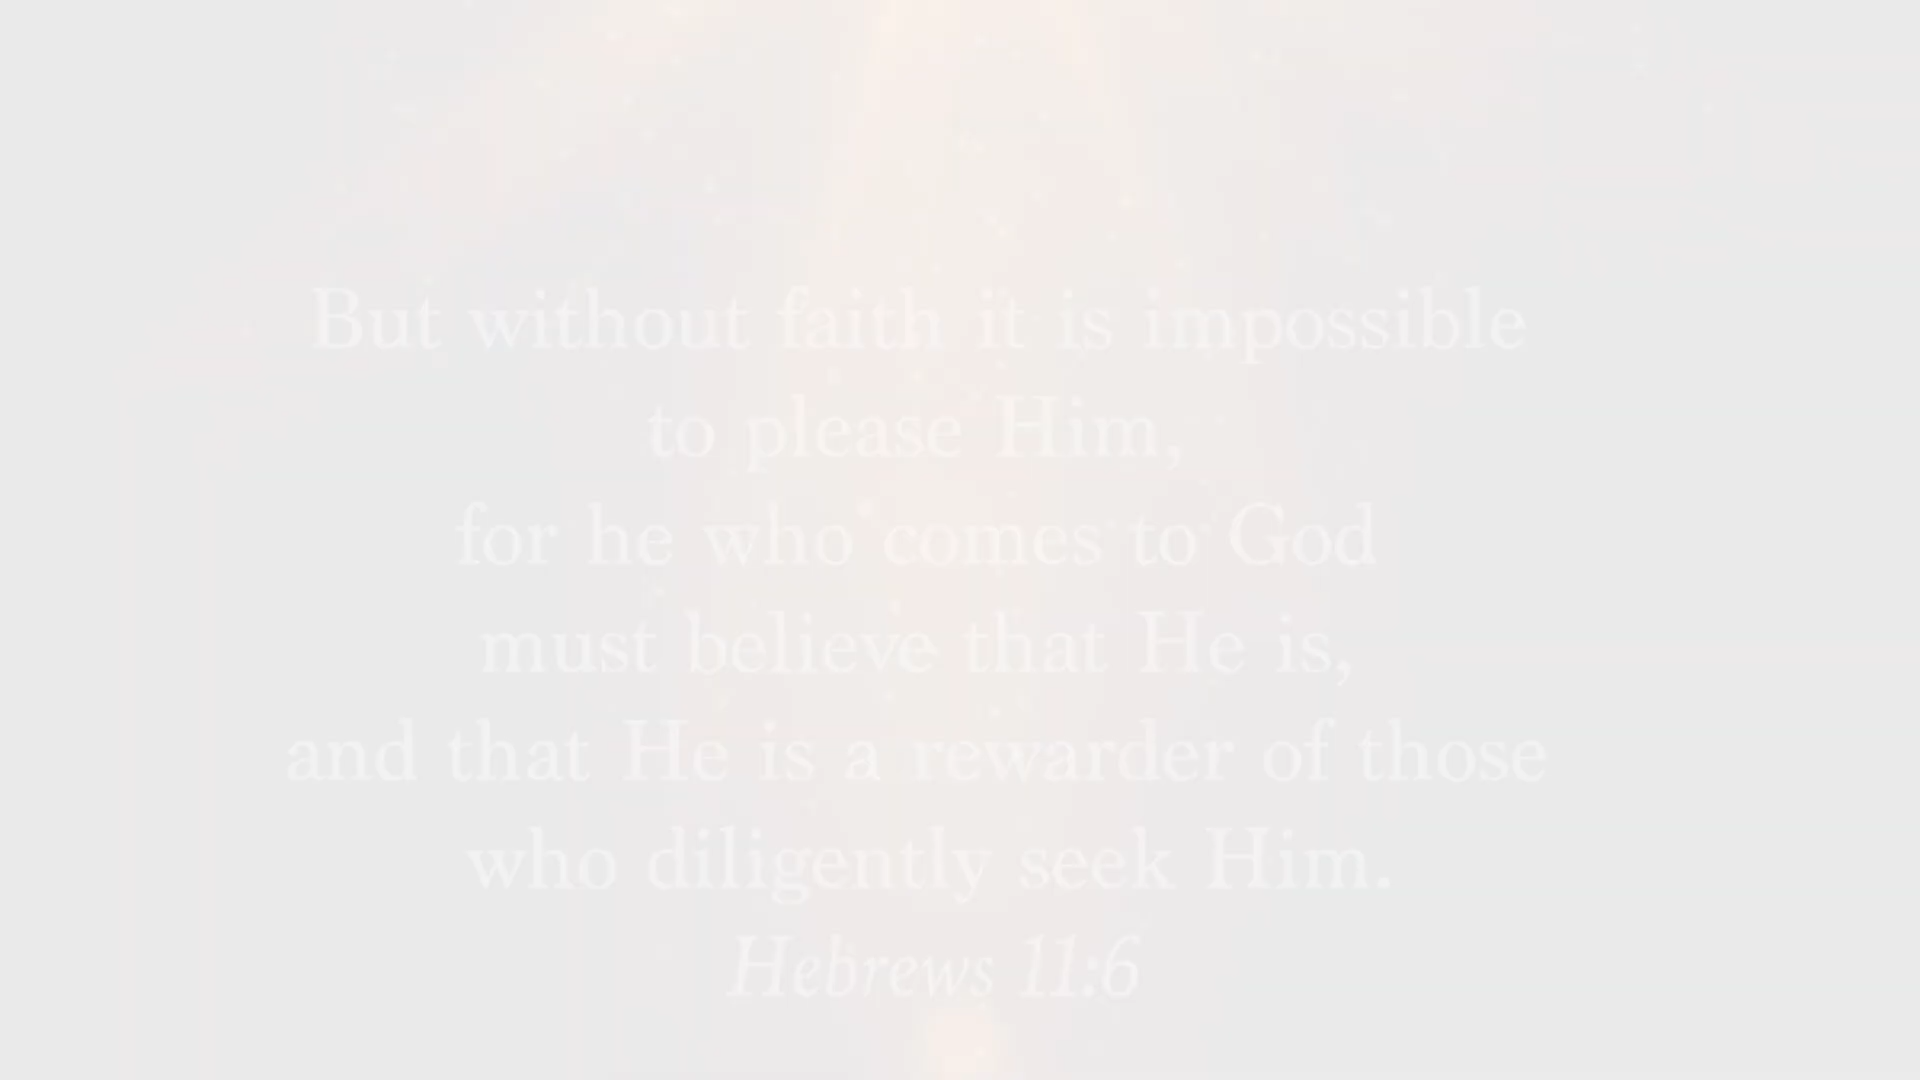 But without faith it is impossible
to please Him,
for he who comes to God
must believe that He is,
and that He is a rewarder of those
who diligently seek Him.
Hebrews 11:6